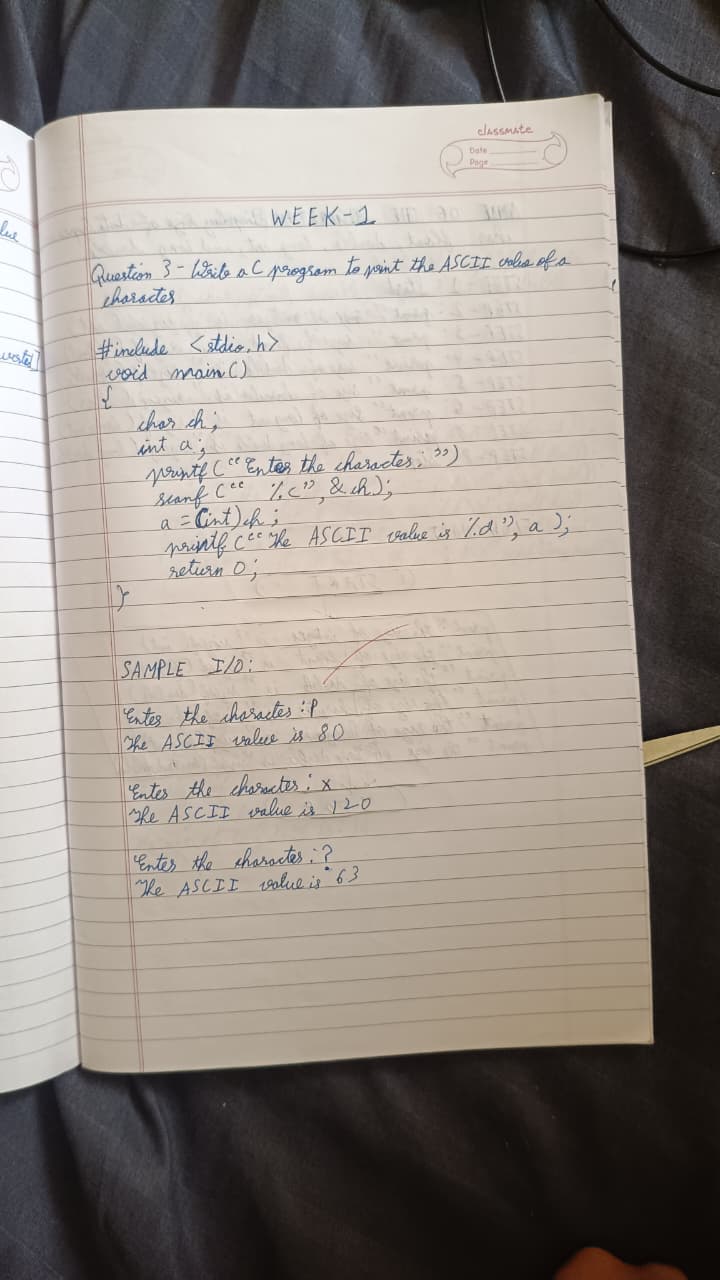 classmate
Date
Page
WEEK-1
Question 3 - Write a C program to print the ASCII value of a
character
#include <stdio.h>
void main()
{
char ch;
int a;
printf (“Enter the character: ”)
scanf (“ %c”, &ch);
a = (int)ch;
printf (“The ASCII value is %d”, a );
return 0;
}
SAMPLE I/O:
Enter the character: P
The ASCII value is 80
Enter the character: x
The ASCII value is 120
Enter the character: ?
The ASCII value is 63
lue